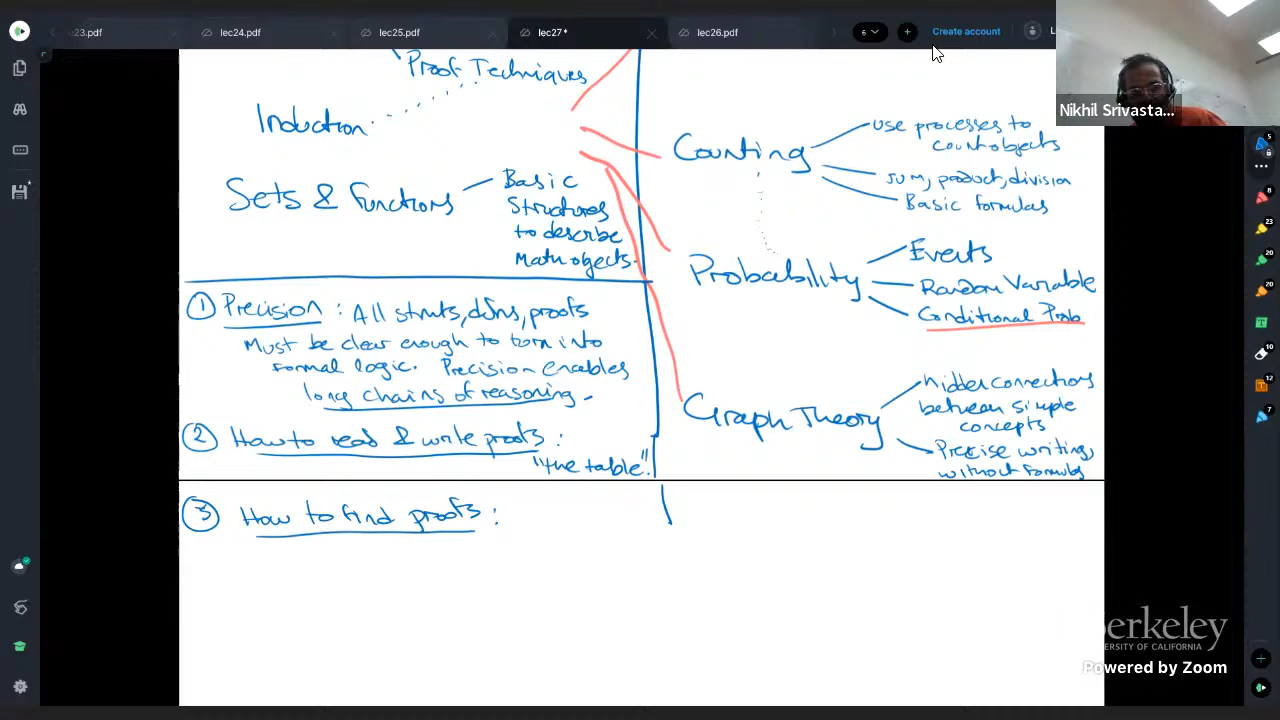 23.pdf
lec24.pdf
lec25.pdf
lec27 *
lec26.pdf
6
Create account
Nikhil Srivasta...
Proof Techniques
Induction
Sets & Functions
Basic
Structures
to describe
Math objects.
① Precision : All stmts, defns, proofs
Must be clear enough to turn into
formal logic. Precision enables
long chains of reasoning.
② How to read & write proofs :
"the table".
③ How to find proofs :
Counting
use processes to
count objects
sum, product, division
Basic formulas
Probability
Events
Random Variable
Conditional Prob
Graph Theory
hidden connections
between simple
concepts
Precise writing,
without formulas
Berkeley
UNIVERSITY OF CALIFORNIA
Powered by Zoom